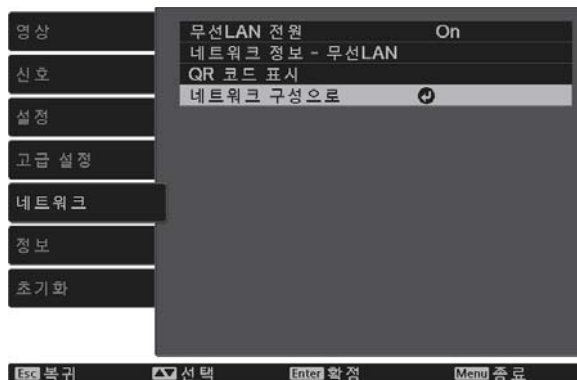 영상
신호
설정
고급 설정
네트워크
정보
초기화
무선LAN 전원 On
네트워크 정보 - 무선LAN
QR 코드 표시
네트워크 구성으로
Esc 복귀 선택 Enter 확정 Menu 종료